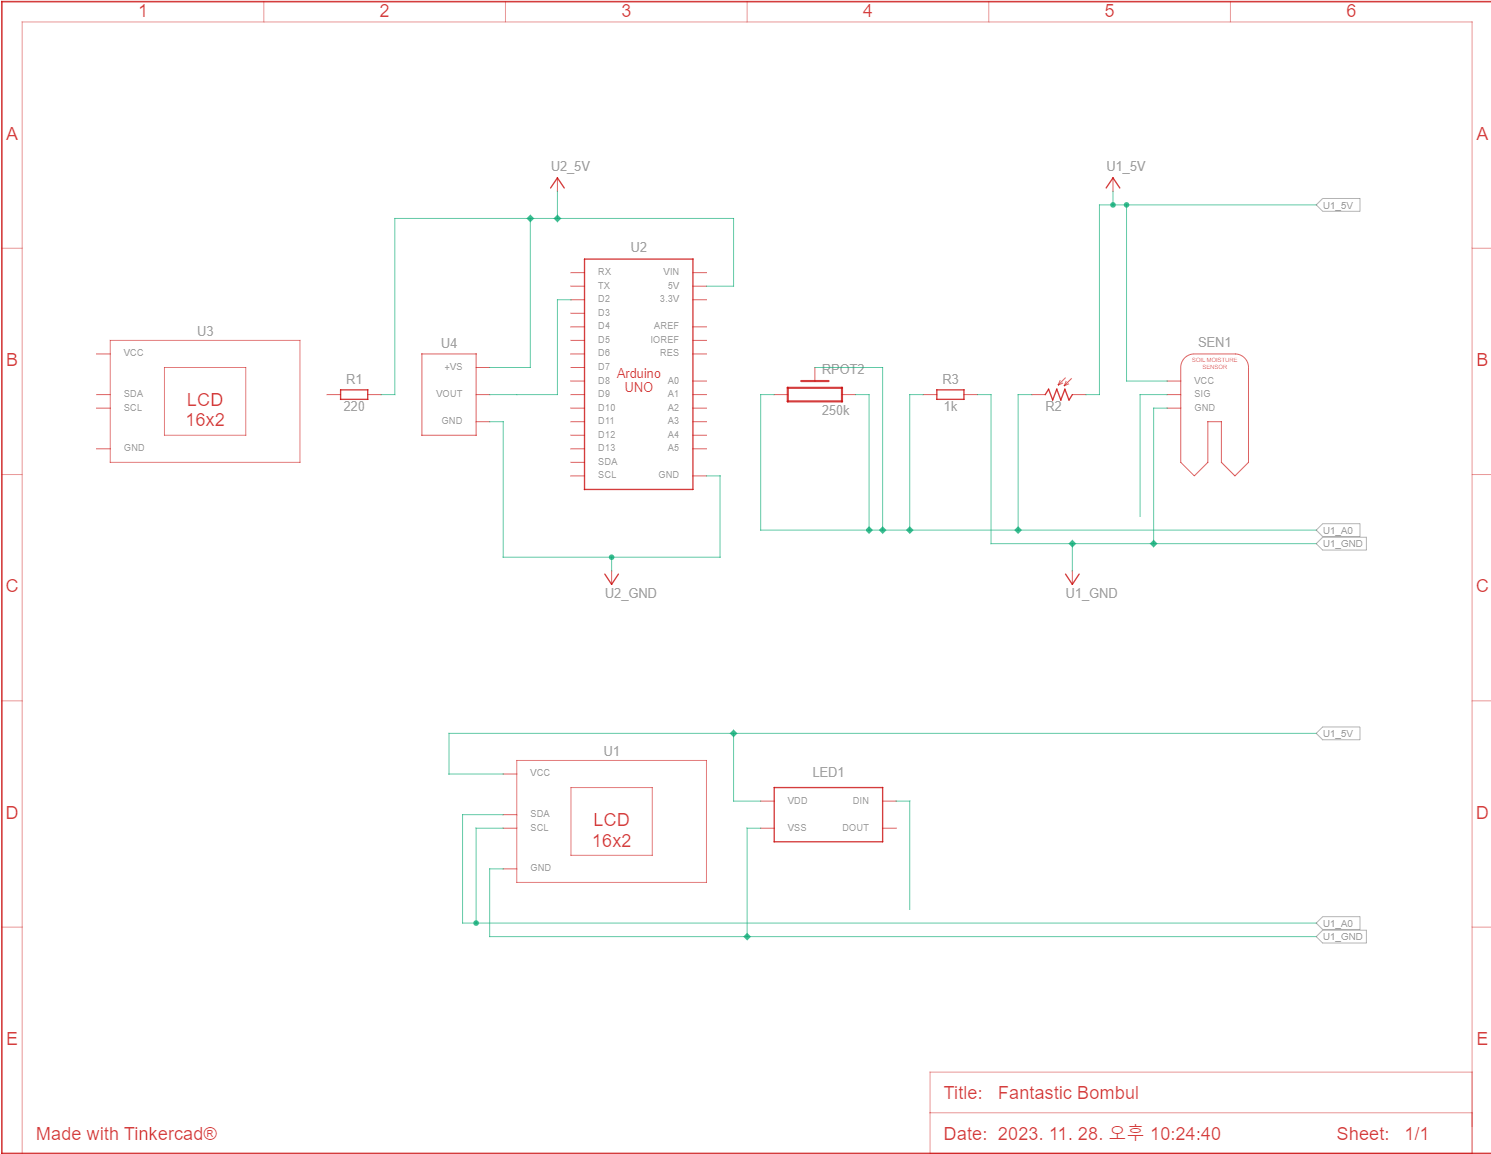 1 2 3 4 5 6
A A
U2_5V U1_5V
U1_5V
U2
RX VIN
TX 5V
D2 3.3V
D3
D4 AREF
D5 IOREF
D6 RES
D7
D8 A0
D9 A1
D10 A2
D11 A3
D12 A4
D13 A5
SDA
SCL GND
Arduino
UNO
B B
U3
VCC
SDA
SCL
GND
LCD
16x2
R1
220
U4
+VS
VOUT
GND
RPOT2
250k
R3
1k
R2
SEN1
SOIL MOISTURE
SENSOR
VCC
SIG
GND
U1_A0
U1_GND
C C
U2_GND U1_GND
U1_5V
U1
VCC
SDA
SCL
GND
LCD
16x2
LED1
VDD DIN
VSS DOUT
D D
U1_A0
U1_GND
E E
Title: Fantastic Bombul
Made with Tinkercad®
Date: 2023. 11. 28. 오후 10:24:40 Sheet: 1/1